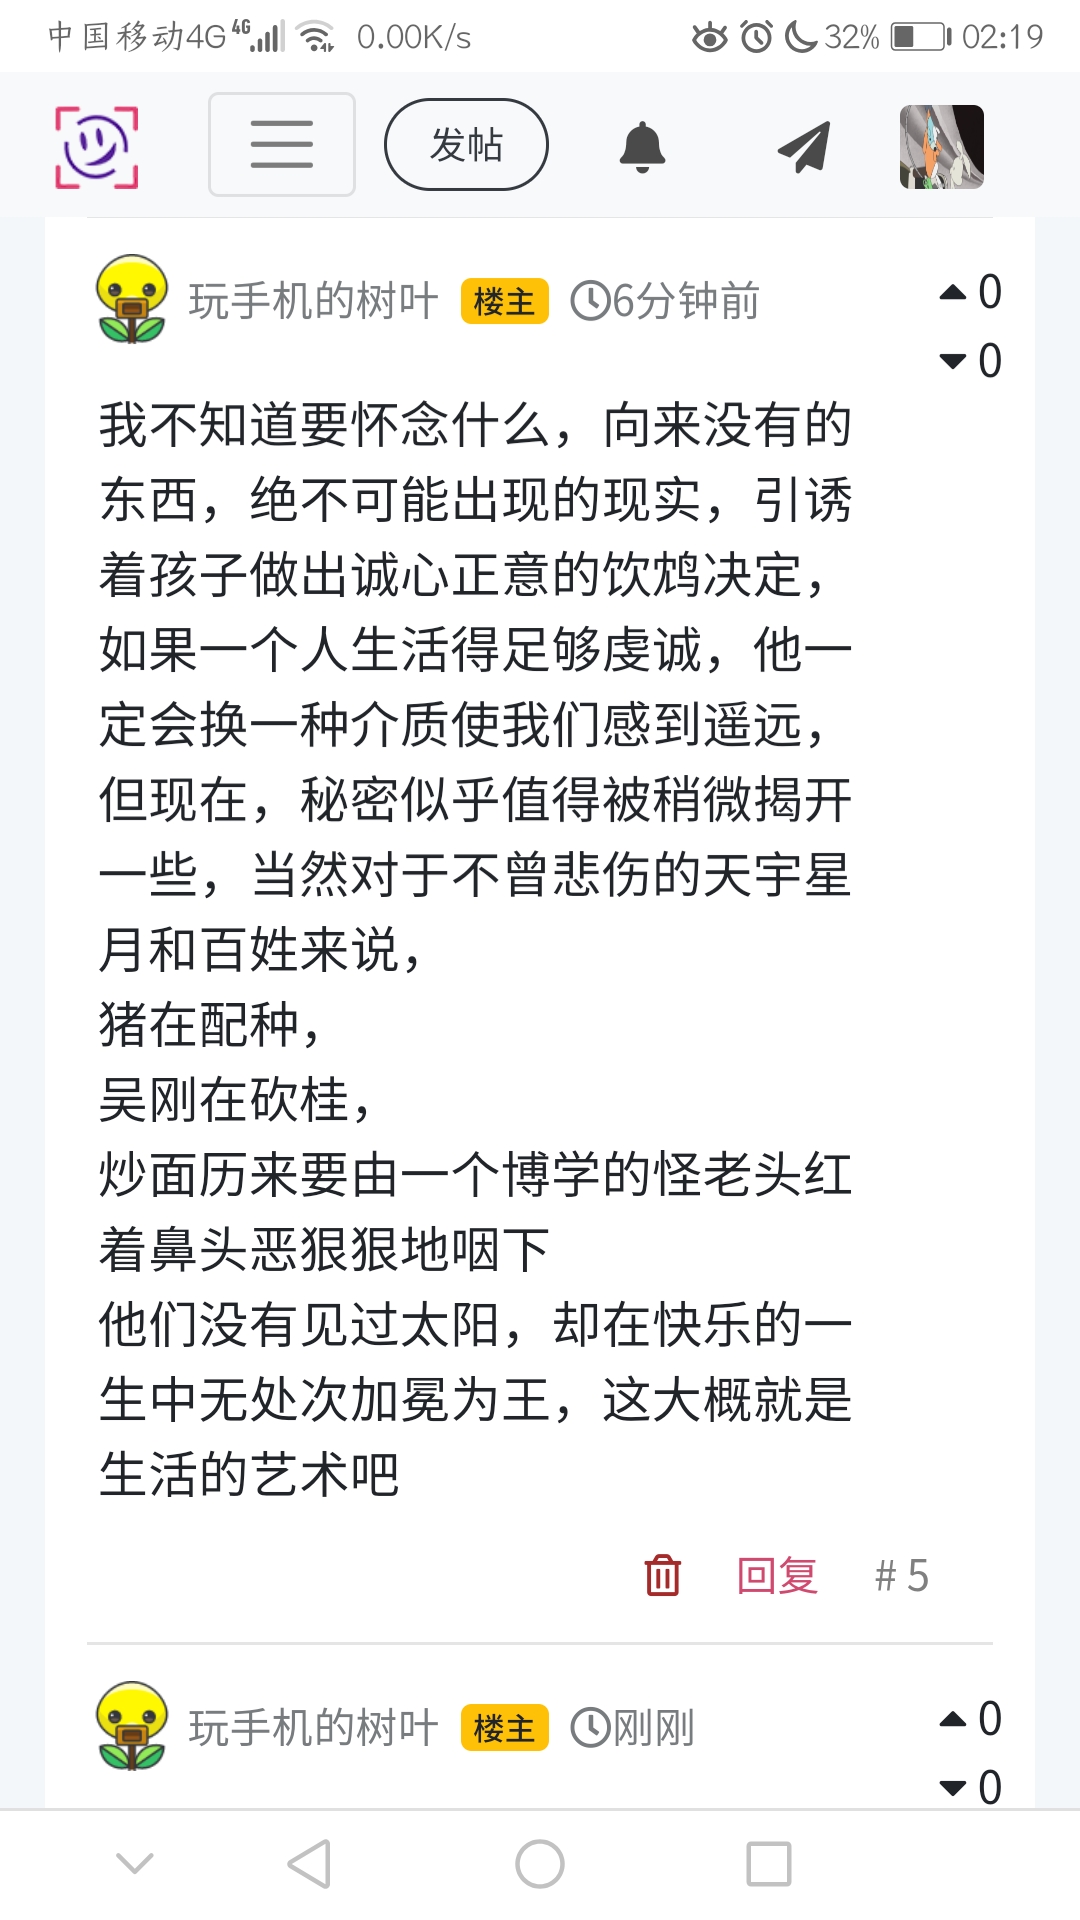 中国移动4G 4G 0.00K/s 32% 02:19
发帖
玩手机的树叶 楼主 6分钟前 0
0
我不知道要怀念什么，向来没有的
东西，绝不可能出现的现实，引诱
着孩子做出诚心正意的饮鸩决定，
如果一个人生活得足够虔诚，他一
定会换一种介质使我们感到遥远，
但现在，秘密似乎值得被稍微揭开
一些，当然对于不曾悲伤的天宇星
月和百姓来说，
猪在配种，
吴刚在砍桂，
炒面历来要由一个博学的怪老头红
着鼻头恶狠狠地咽下
他们没有见过太阳，却在快乐的一
生中无处次加冕为王，这大概就是
生活的艺术吧
回复 # 5
玩手机的树叶 楼主 刚刚 0
0